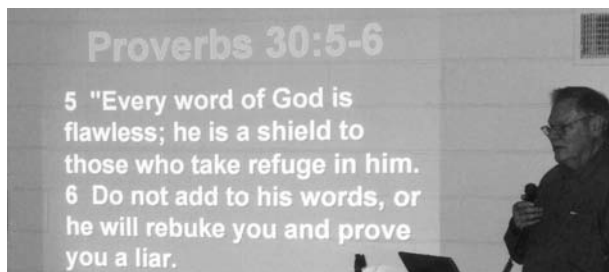 Proverbs 30:5-6
5 "Every word of God is
flawless; he is a shield to
those who take refuge in him.
6 Do not add to his words, or
he will rebuke you and prove
you a liar.